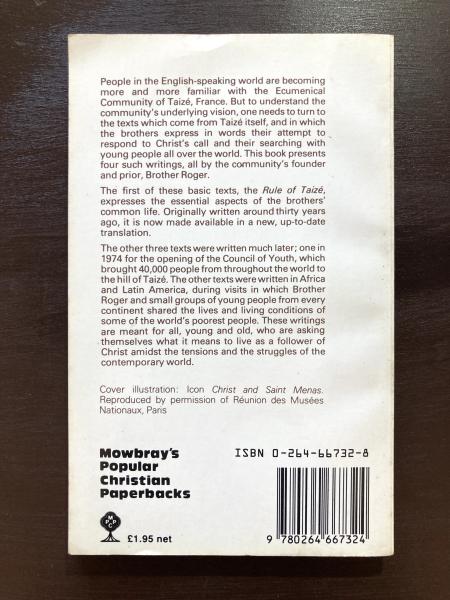 People in the English-speaking world are becoming
more and more familiar with the Ecumenical
Community of Taizé, France. But to understand the
community's underlying vision, one needs to turn to
the texts which come from Taizé itself, and in which
the brothers express in words their attempt to
respond to Christ's call and their searching with
young people all over the world. This book presents
four such writings, all by the community's founder
and prior, Brother Roger.
The first of these basic texts, the Rule of Taizé,
expresses the essential aspects of the brothers'
common life. Originally written around thirty years
ago, it is now made available in a new, up-to-date
translation.
The other three texts were written much later; one in
1974 for the opening of the Council of Youth, which
brought 40,000 people from throughout the world to
the hill of Taizé. The other texts were written in Africa
and Latin America, during visits in which Brother
Roger and small groups of young people from every
continent shared the lives and living conditions of
some of the world's poorest people. These writings
are meant for all, young and old, who are asking
themselves what it means to live as a follower of
Christ amidst the tensions and the struggles of the
contemporary world.
Cover illustration: Icon Christ and Saint Menas.
Reproduced by permission of Réunion des Musées
Nationaux, Paris
Mowbray's
Popular
Christian
Paperbacks
M
P P
C
£1.95 net
ISBN 0-264-66732-8
9 780264 667324